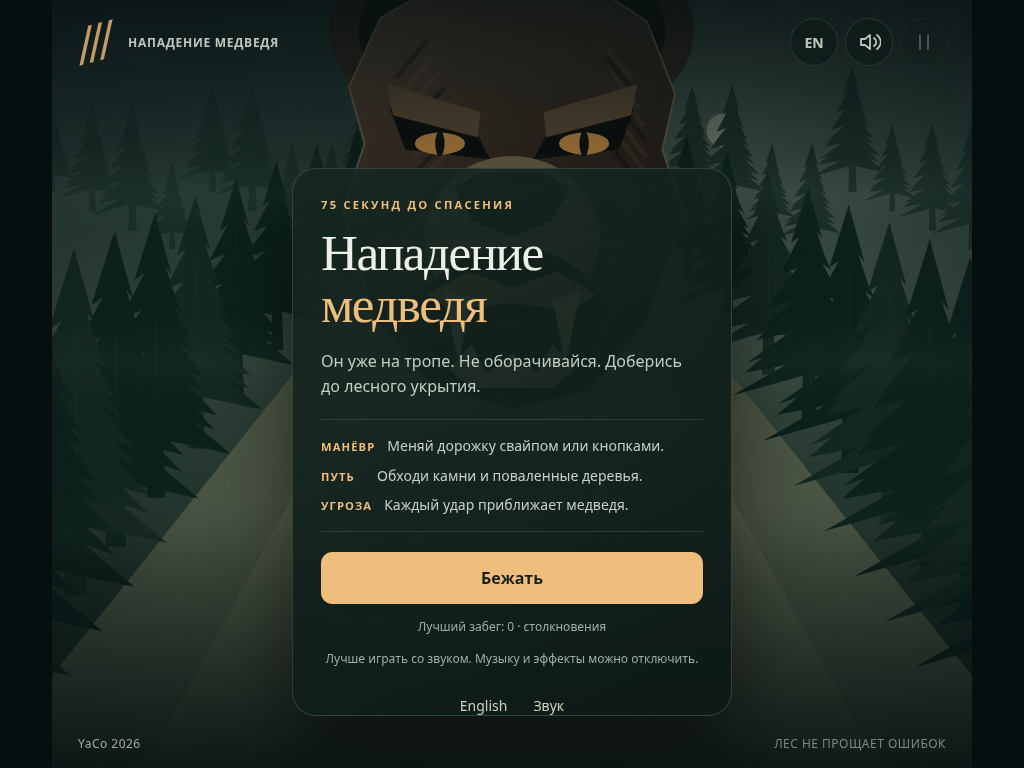 НАПАДЕНИЕ МЕДВЕДЯ
EN
75 СЕКУНД ДО СПАСЕНИЯ
Нападение
медведя
Он уже на тропе. Не оборачивайся. Доберись
до лесного укрытия.
МАНЁВР Меняй дорожку свайпом или кнопками.
ПУТЬ Обходи камни и поваленные деревья.
УГРОЗА Каждый удар приближает медведя.
Бежать
Лучший забег: 0 · столкновения
Лучше играть со звуком. Музыку и эффекты можно отключить.
English Звук
YaCo 2026
ЛЕС НЕ ПРОЩАЕТ ОШИБОК